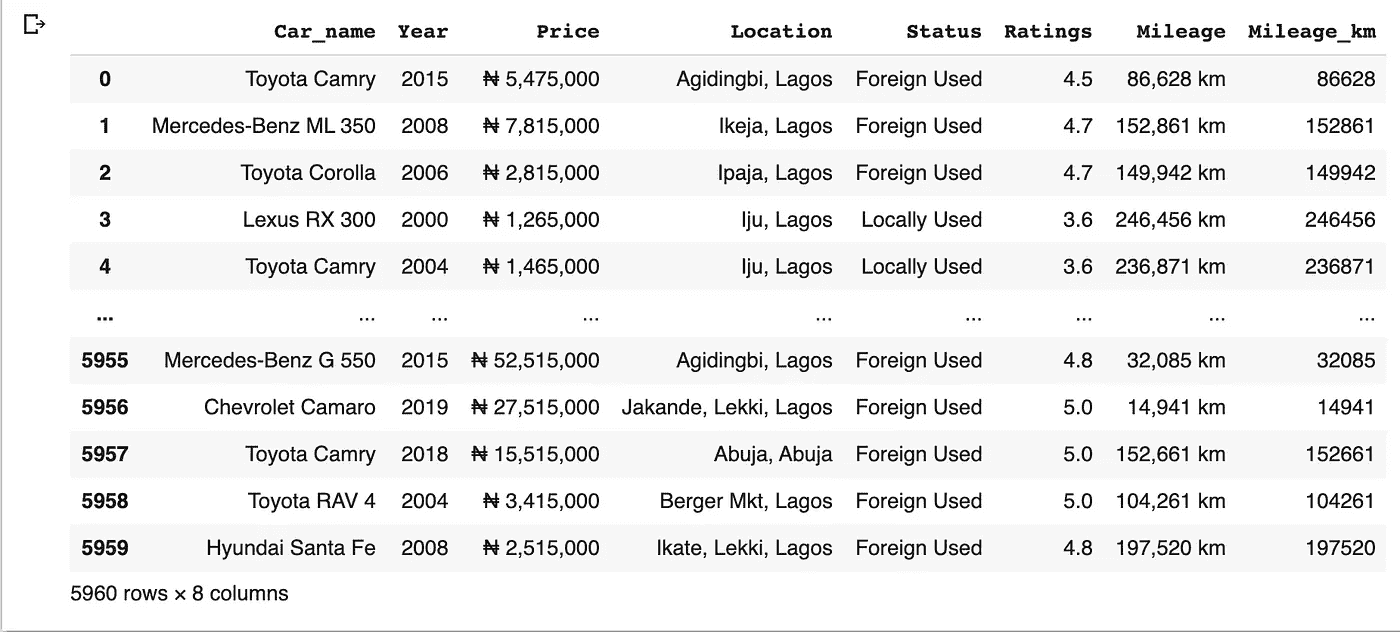 Car_name Year Price Location Status Ratings Mileage Mileage_km
0 Toyota Camry 2015 ₦ 5,475,000 Agidingbi, Lagos Foreign Used 4.5 86,628 km 86628
1 Mercedes-Benz ML 350 2008 ₦ 7,815,000 Ikeja, Lagos Foreign Used 4.7 152,861 km 152861
2 Toyota Corolla 2006 ₦ 2,815,000 Ipaja, Lagos Foreign Used 4.7 149,942 km 149942
3 Lexus RX 300 2000 ₦ 1,265,000 Iju, Lagos Locally Used 3.6 246,456 km 246456
4 Toyota Camry 2004 ₦ 1,465,000 Iju, Lagos Locally Used 3.6 236,871 km 236871
... ... ... ... ... ... ... ... ...
5955 Mercedes-Benz G 550 2015 ₦ 52,515,000 Agidingbi, Lagos Foreign Used 4.8 32,085 km 32085
5956 Chevrolet Camaro 2019 ₦ 27,515,000 Jakande, Lekki, Lagos Foreign Used 5.0 14,941 km 14941
5957 Toyota Camry 2018 ₦ 15,515,000 Abuja, Abuja Foreign Used 5.0 152,661 km 152661
5958 Toyota RAV 4 2004 ₦ 3,415,000 Berger Mkt, Lagos Foreign Used 5.0 104,261 km 104261
5959 Hyundai Santa Fe 2008 ₦ 2,515,000 Ikate, Lekki, Lagos Foreign Used 4.8 197,520 km 197520
5960 rows × 8 columns